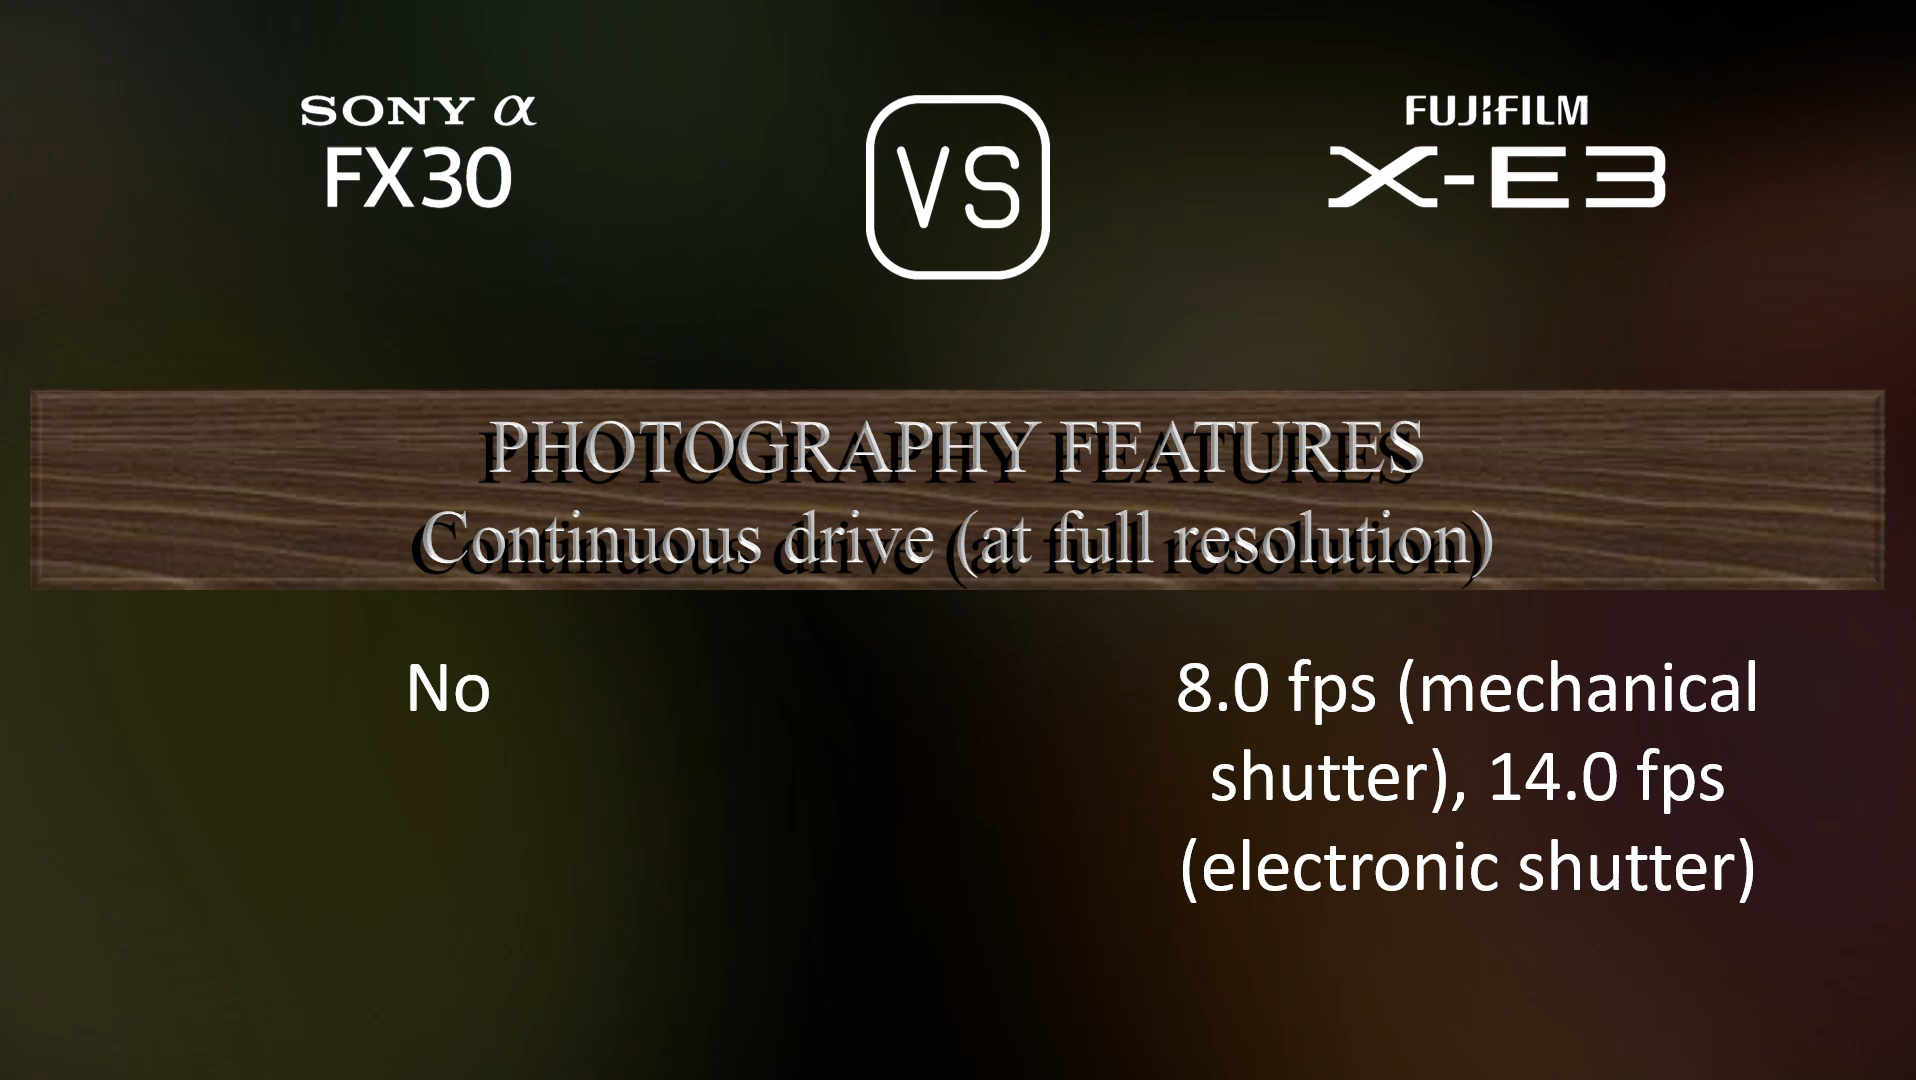 SONY α
FX30
VS
FUJIFILM
X-E3
PHOTOGRAPHY FEATURES
Continuous drive (at full resolution)
No
8.0 fps (mechanical
shutter), 14.0 fps
(electronic shutter)